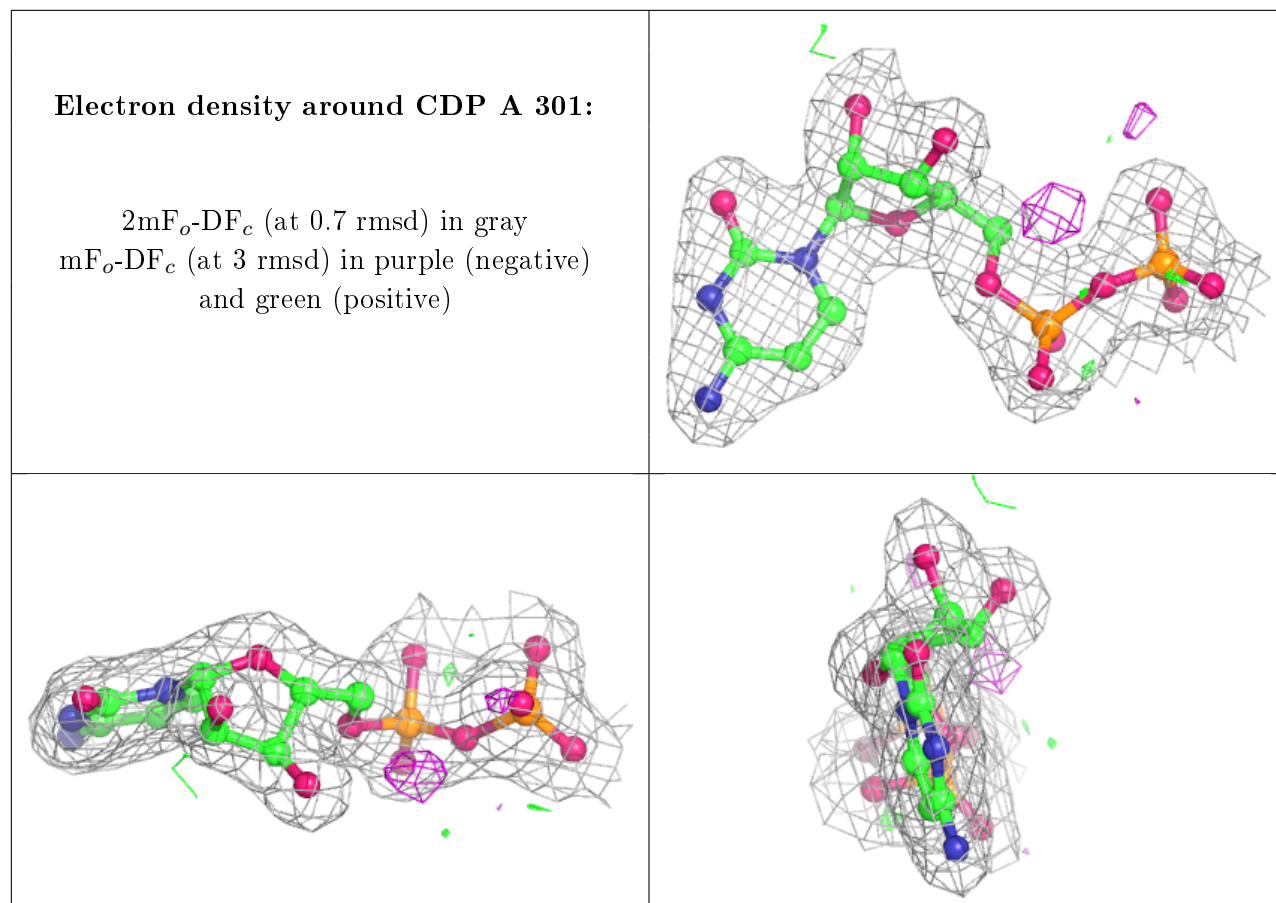 Electron density around CDP A 301:
2mFo-DFc (at 0.7 rmsd) in gray
mFo-DFc (at 3 rmsd) in purple (negative)
and green (positive)